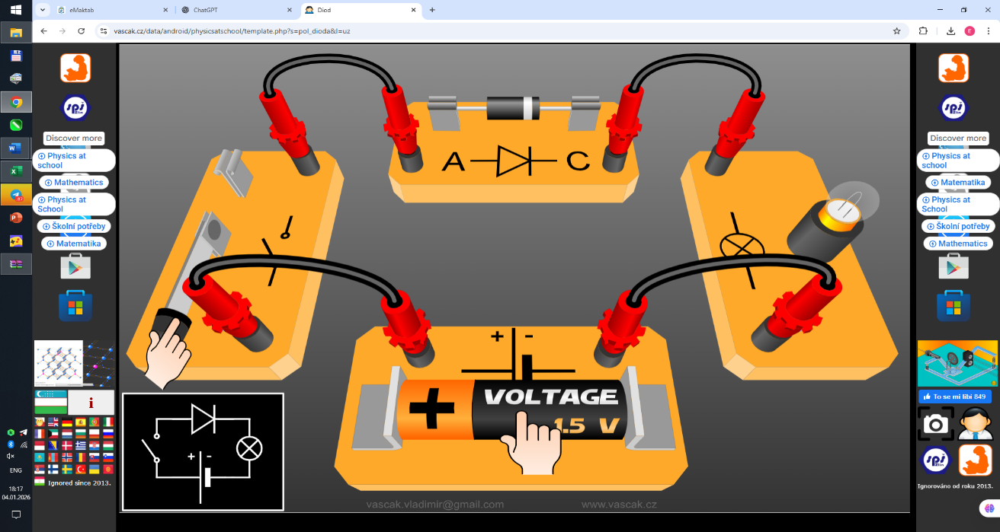 eMaktab
ChatGPT
Diod
vascak.cz/data/android/physicsatschool/template.php?s=pol_dioda&l=uz
E
Discover more
Physics at
school
Mathematics
Physics at
School
Školní potřeby
Matematika
i
Ignored since 2013.
ENG
18:17
04.01.2026
A
C
+
-
+
VOLTAGE
1.5 V
+
-
vascak.vladimir@gmail.com
www.vascak.cz
Discover more
Physics at
school
Matematika
Physics at
School
Školní potřeby
Mathematics
To se mi líbí 849
Ignorováno od roku 2013.